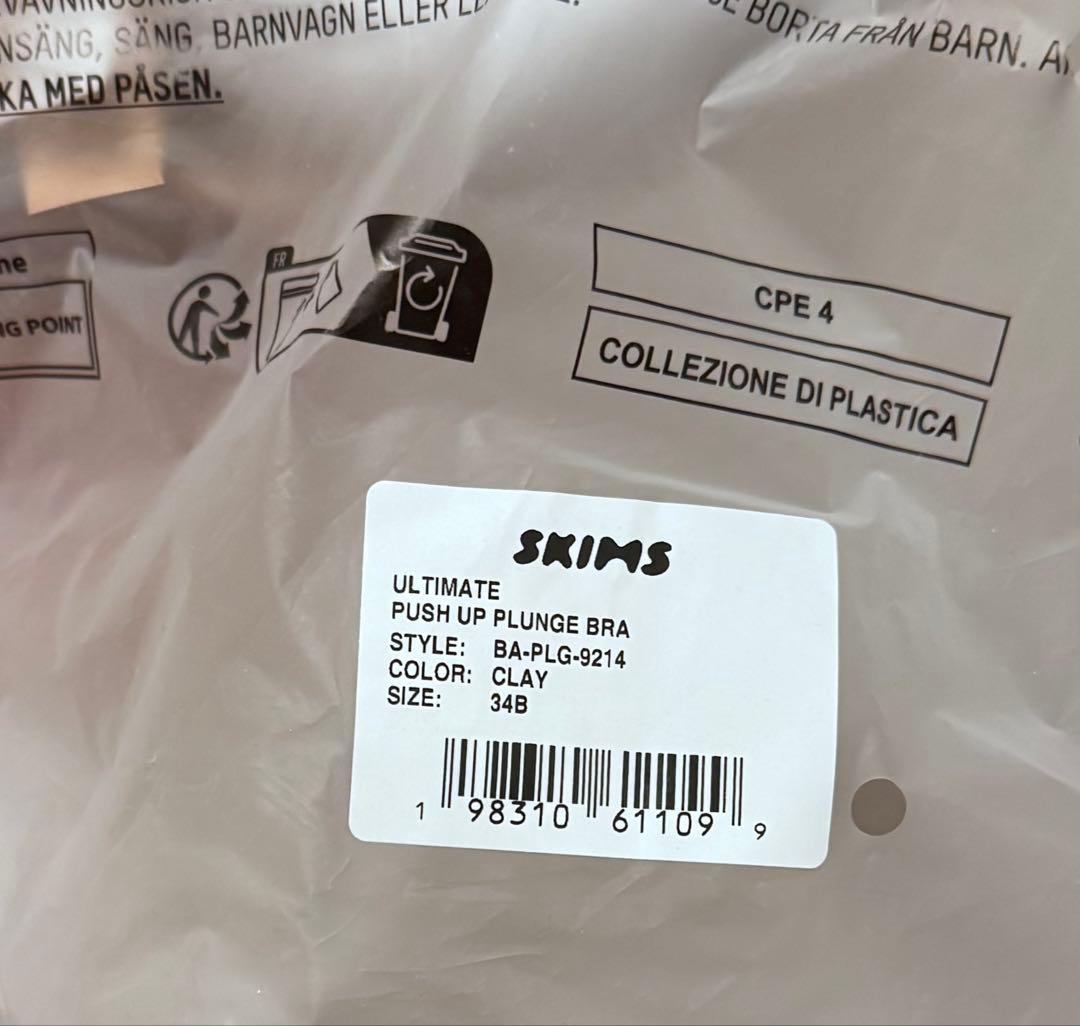 NSÄNG, SÄNG, BARNVAGN ELLER
KA MED PÅSEN.
BORTA FRÅN BARN.
FR
NG POINT
CPE 4
COLLEZIONE DI PLASTICA
SKIMS
ULTIMATE
PUSH UP PLUNGE BRA
STYLE: BA-PLG-9214
COLOR: CLAY
SIZE: 34B
1 98310 61109 9